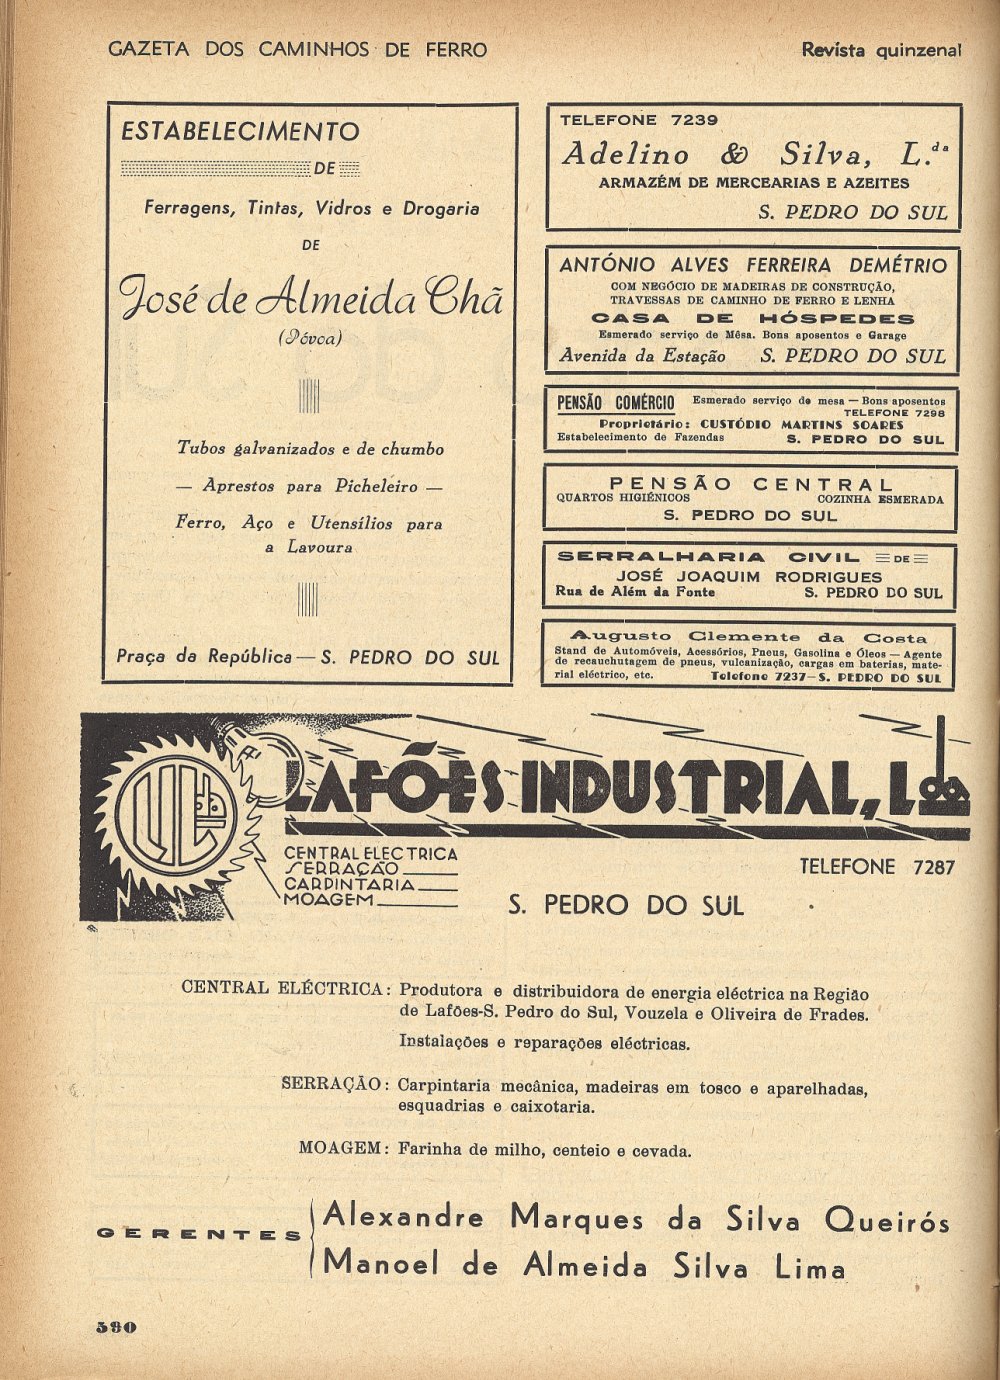 GAZETA DOS CAMINHOS DE FERRO
Revista quinzenal
ESTABELECIMENTO
DE
Ferragens, Tintas, Vidros e Drogaria
DE
José de Almeida Chã
(Póvoa)
Tubos galvanizados e de chumbo
— Aprestos para Picheleiro —
Ferro, Aço e Utensílios para
a Lavoura
Praça da República — S. PEDRO DO SUL
TELEFONE 7239
Adelino & Silva, L.da
ARMAZÉM DE MERCEARIAS E AZEITES
S. PEDRO DO SUL
ANTÓNIO ALVES FERREIRA DEMÉTRIO
COM NEGÓCIO DE MADEIRAS DE CONSTRUÇÃO,
TRAVESSAS DE CAMINHO DE FERRO E LENHA
CASA DE HÓSPEDES
Esmerado serviço de Mêsa. Bons aposentos e Garage
Avenida da Estação S. PEDRO DO SUL
PENSÃO COMÉRCIO Esmerado serviço de mesa — Bons aposentos
TELEFONE 7298
Proprietário: CUSTÓDIO MARTINS SOARES
Estabelecimento de Fazendas S. PEDRO DO SUL
PENSÃO CENTRAL
QUARTOS HIGIÉNICOS COZINHA ESMERADA
S. PEDRO DO SUL
SERRALHARIA CIVIL DE
JOSÉ JOAQUIM RODRIGUES
Rua de Além da Fonte S. PEDRO DO SUL
Augusto Clemente da Costa
Stand de Automóveis, Acessórios, Pneus, Gasolina e Óleos — Agente
de recauchutagem de pneus, vulcanização, cargas em baterias, mate-
rial eléctrico, etc. Telefone 7237 — S. PEDRO DO SUL
LAFÕES INDUSTRIAL, Lda
CENTRAL ELECTRICA
SERRAÇÃO
CARPINTARIA
MOAGEM
TELEFONE 7287
S. PEDRO DO SUL
CENTRAL ELÉCTRICA: Produtora e distribuidora de energia eléctrica na Região
de Lafões-S. Pedro do Sul, Vouzela e Oliveira de Frades.
Instalações e reparações eléctricas.
SERRAÇÃO: Carpintaria mecânica, madeiras em tosco e aparelhadas,
esquadrias e caixotaria.
MOAGEM: Farinha de milho, centeio e cevada.
GERENTES
Alexandre Marques da Silva Queirós
Manoel de Almeida Silva Lima
580